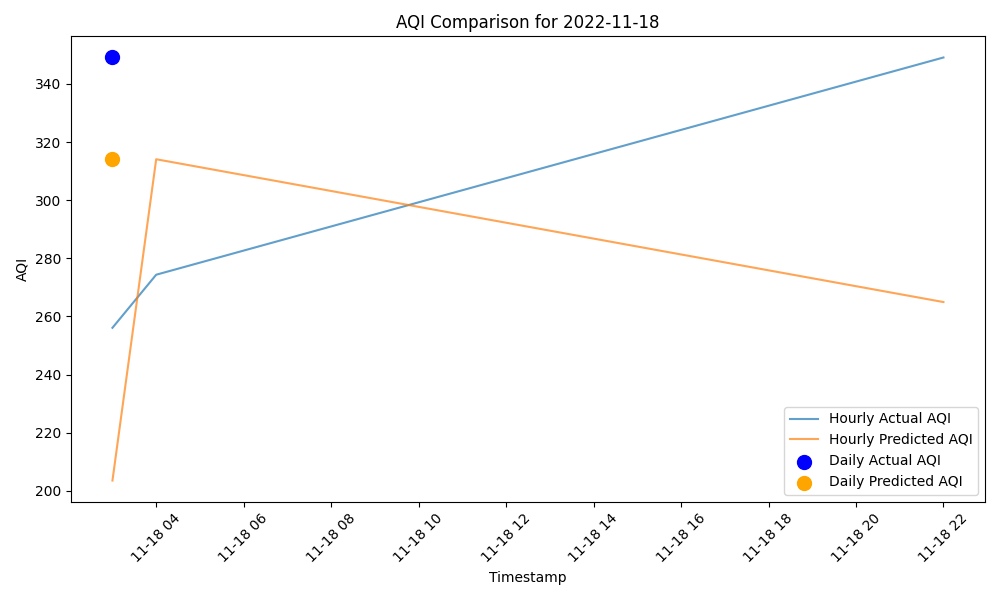 AQI Comparison for 2022-11-18
AQI
340
320
300
280
260
240
220
200
Hourly Actual AQI
Hourly Predicted AQI
Daily Actual AQI
Daily Predicted AQI
11-18 04
11-18 06
11-18 08
11-18 10
11-18 12
11-18 14
11-18 16
11-18 18
11-18 20
11-18 22
Timestamp